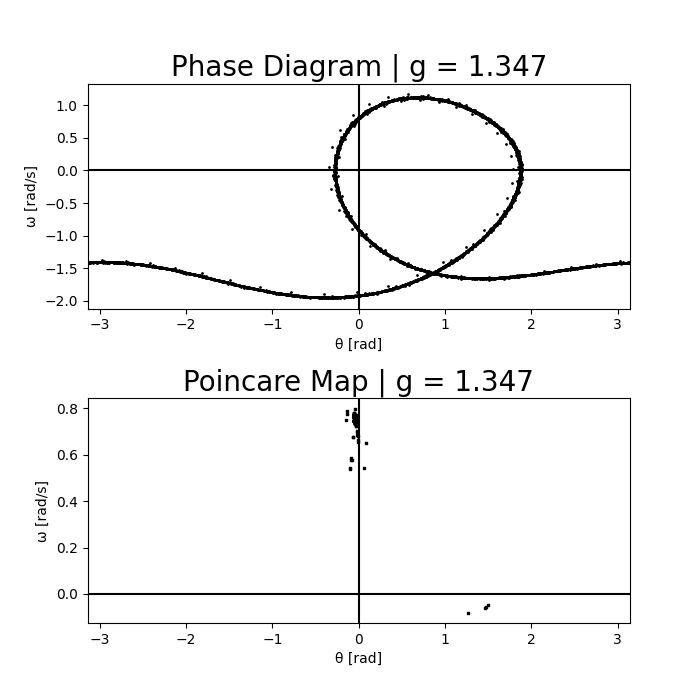 Phase Diagram | g = 1.347
1.0
0.5
0.0
−0.5
−1.0
−1.5
−2.0
ω [rad/s]
−3 −2 −1 0 1 2 3
θ [rad]
Poincare Map | g = 1.347
0.8
0.6
0.4
0.2
0.0
ω [rad/s]
−3 −2 −1 0 1 2 3
θ [rad]